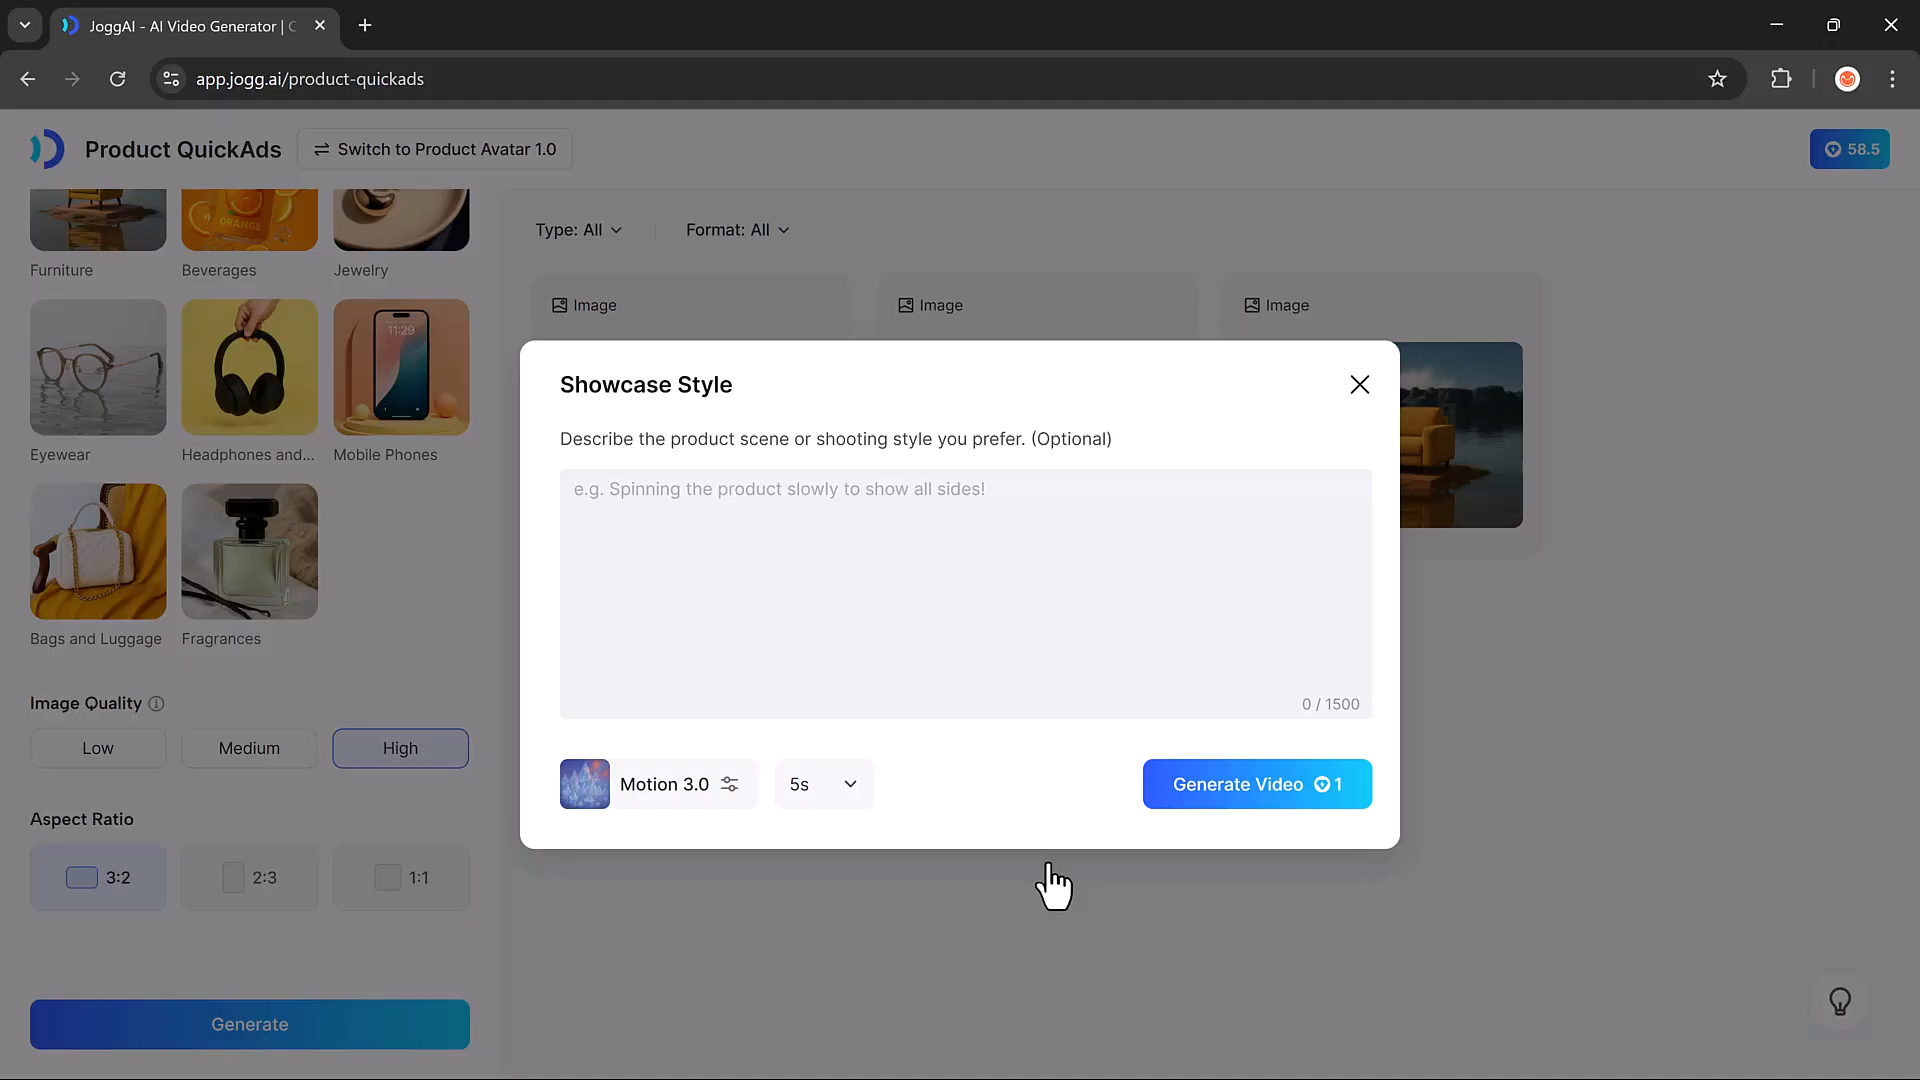 JoggAI - AI Video Generator | C
app.jogg.ai/product-quickads
Product QuickAds
Switch to Product Avatar 1.0
58.5
ORANGE
Furniture
Beverages
Jewelry
11:29
Eyewear
Headphones and...
Mobile Phones
Bags and Luggage
Fragrances
Image Quality
Low
Medium
High
Aspect Ratio
3:2
2:3
1:1
Generate
Type: All
Format: All
Image
Image
Image
Showcase Style
Describe the product scene or shooting style you prefer. (Optional)
e.g. Spinning the product slowly to show all sides!
0 / 1500
Motion 3.0
5s
Generate Video 1